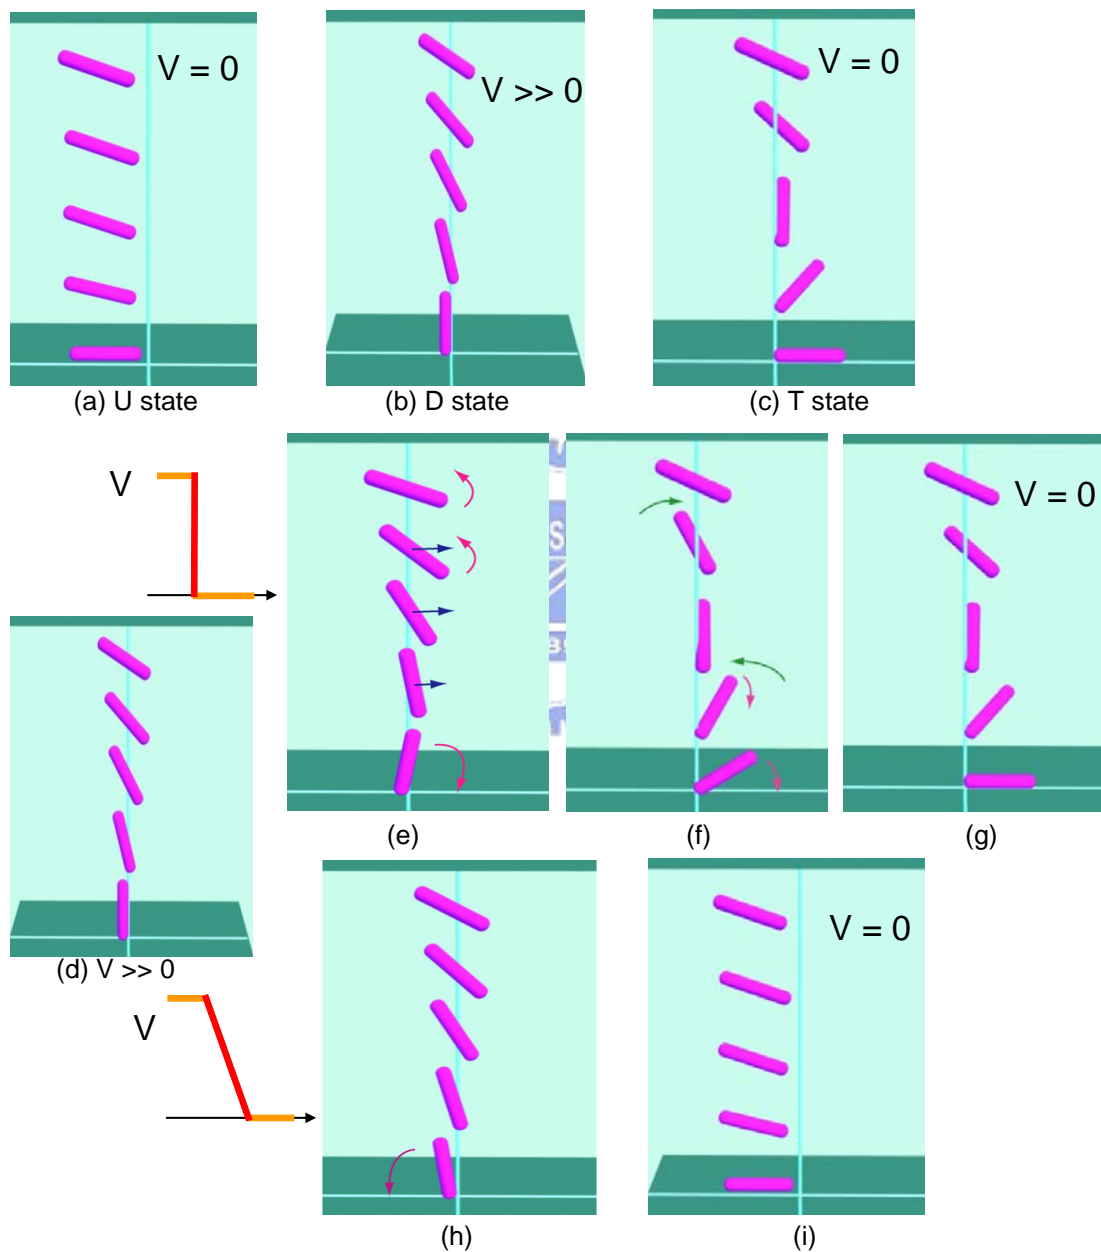 V = 0
V >> 0
V = 0
(a) U state
(b) D state
(c) T state
V
V = 0
(e)
(f)
(g)
(d) V >> 0
V
V = 0
(h)
(i)